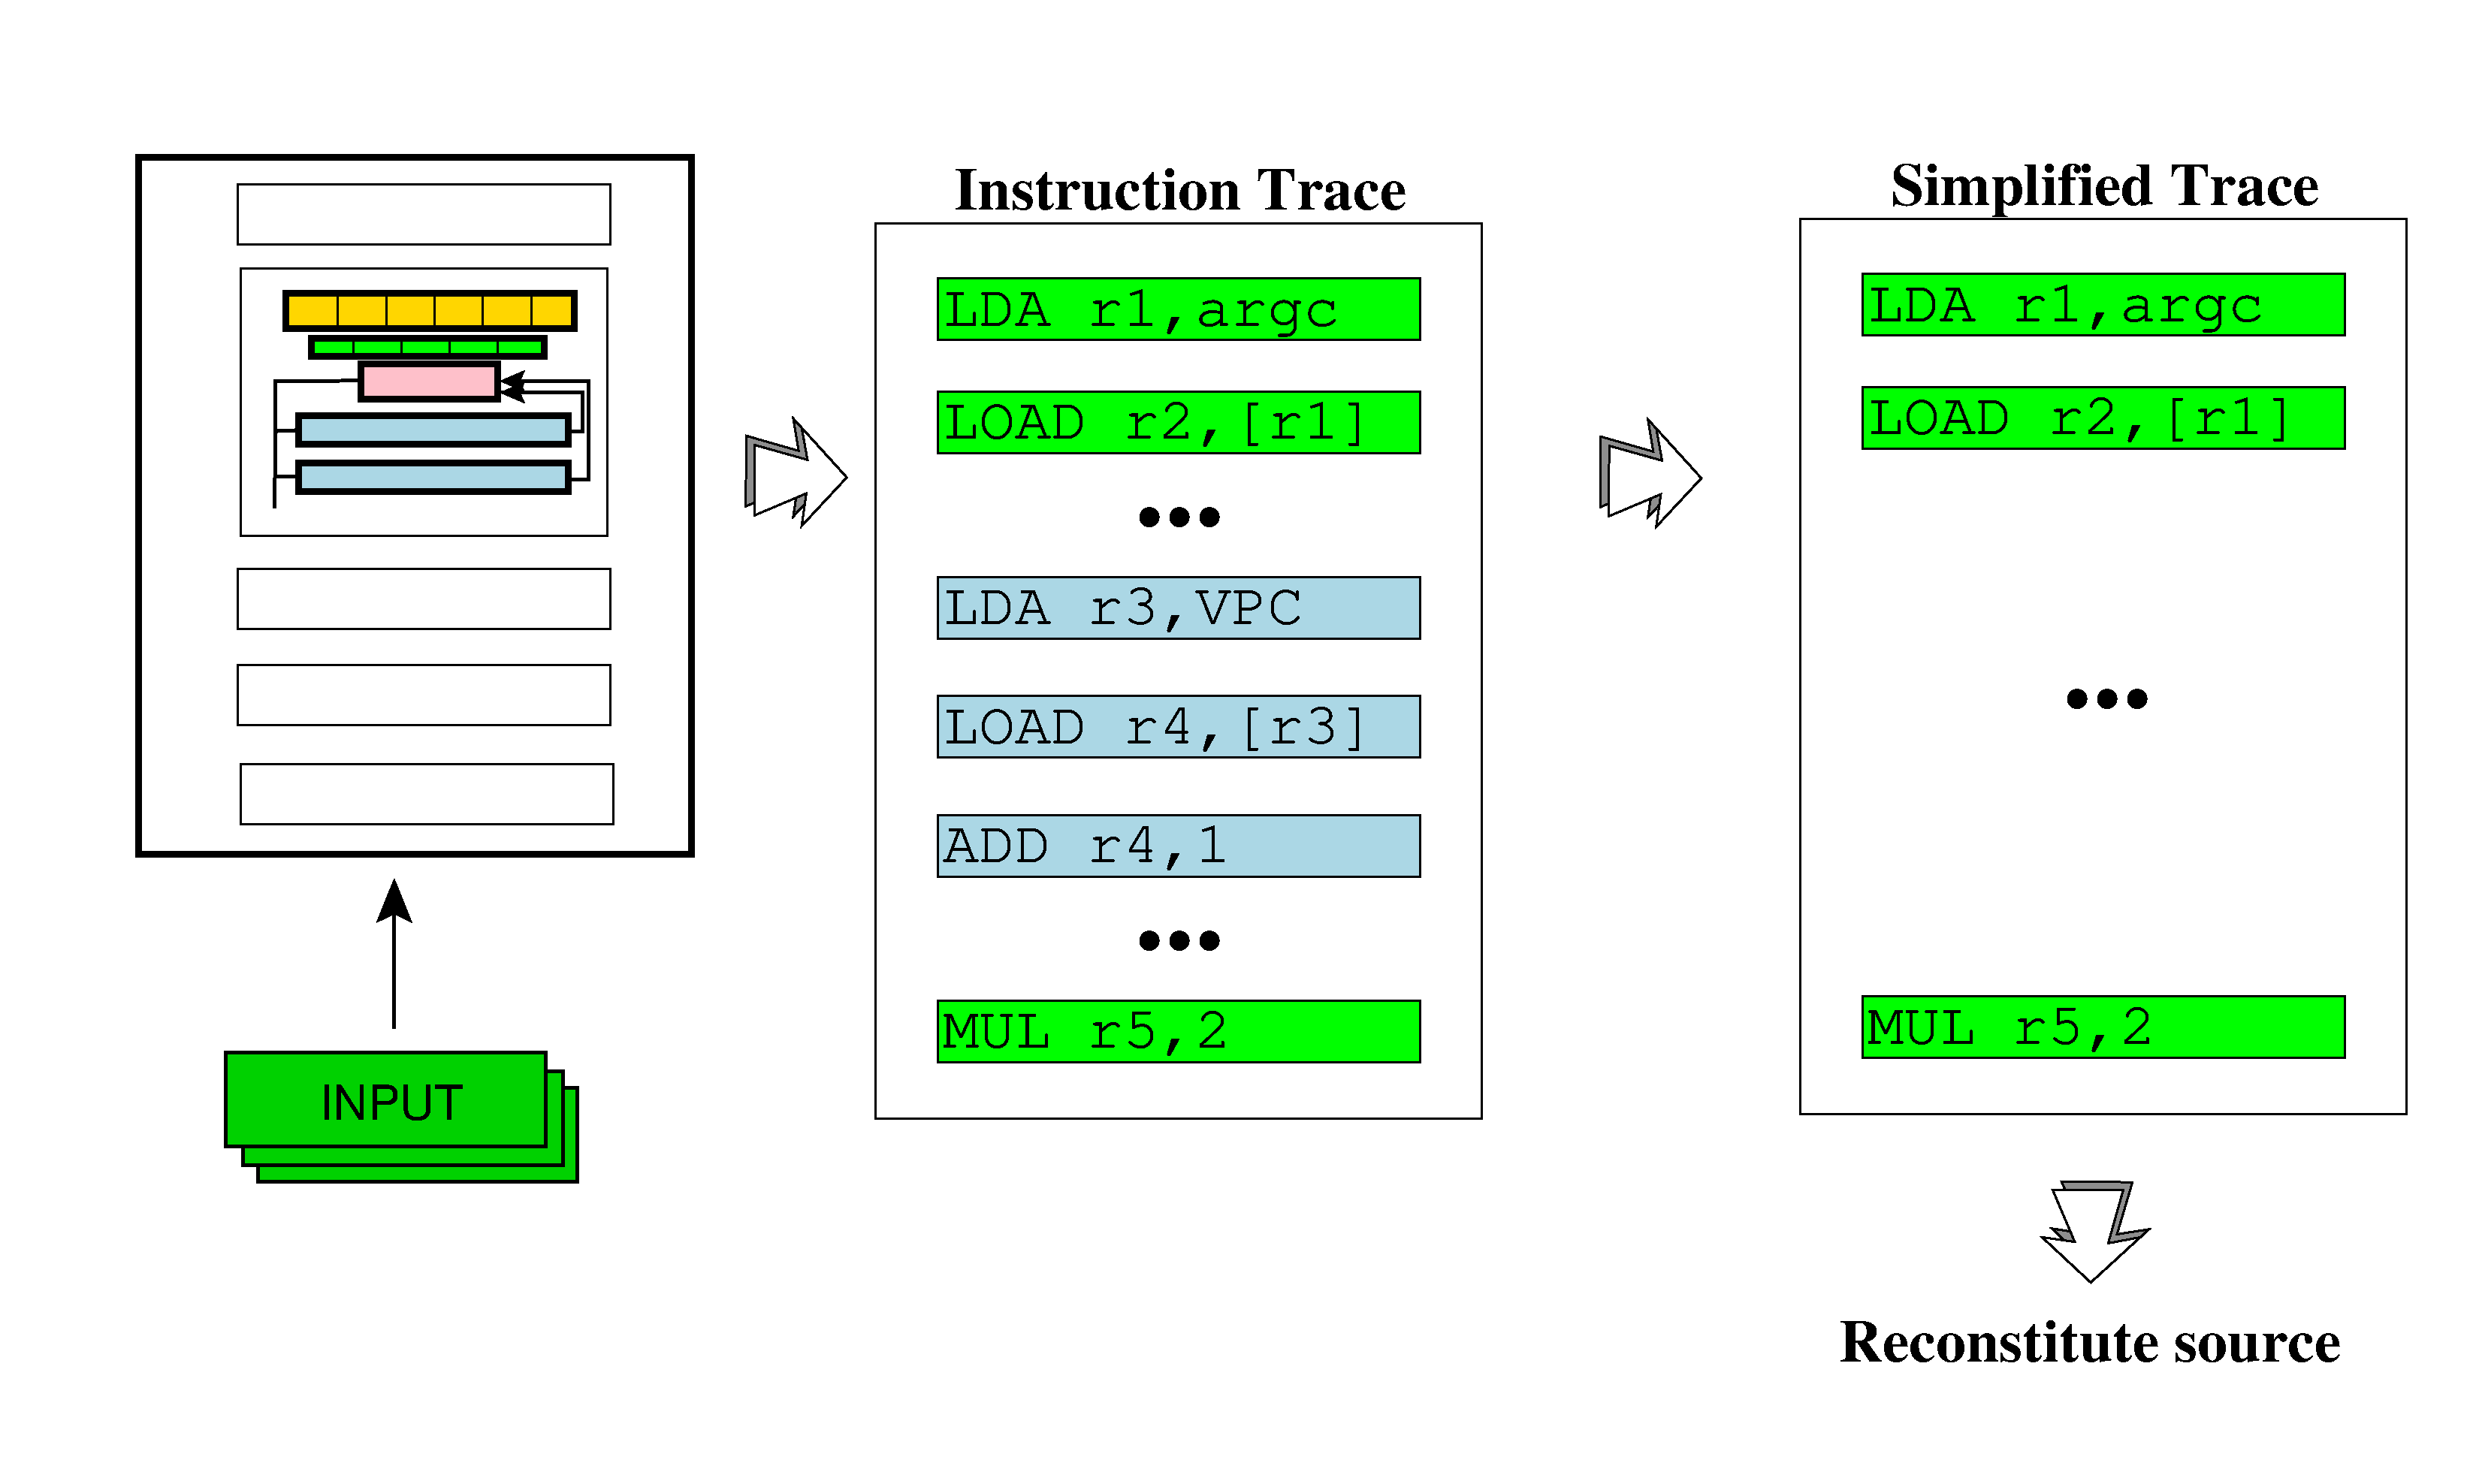 Instruction Trace
LDA r1,argc
LOAD r2,[r1]
•••
LDA r3,VPC
LOAD r4,[r3]
ADD r4,1
•••
MUL r5,2
Simplified Trace
LDA r1,argc
LOAD r2,[r1]
•••
MUL r5,2
INPUT
Reconstitute source